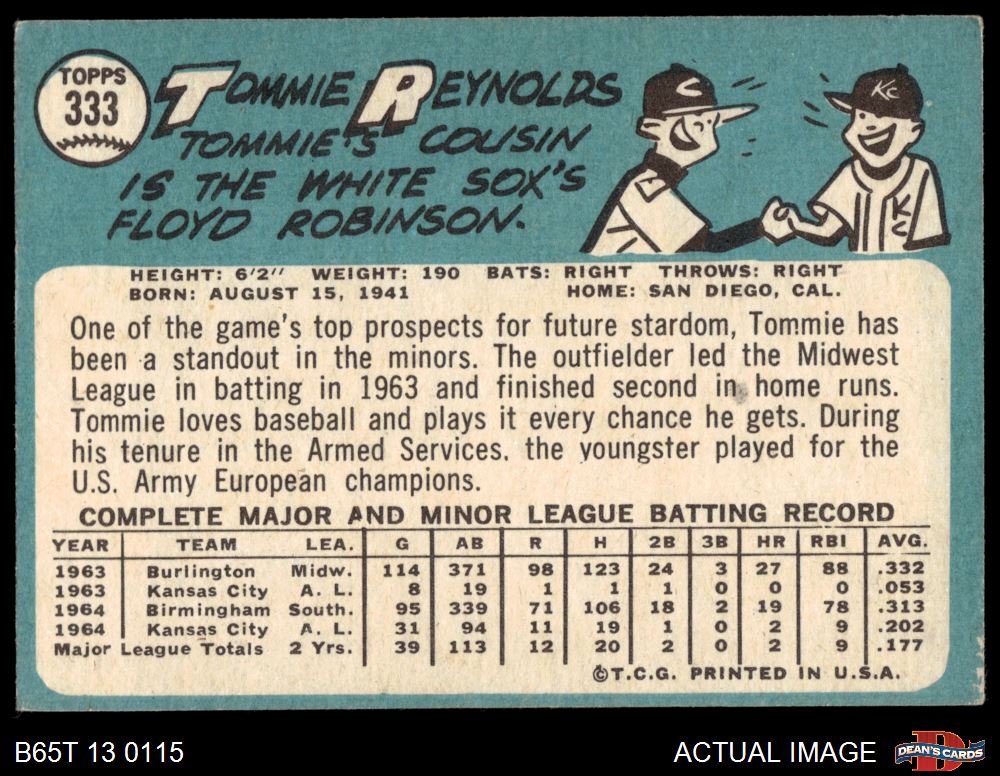 TOPPS
333
TOMMIE REYNOLDS
TOMMIE'S COUSIN
IS THE WHITE SOX'S
FLOYD ROBINSON.
C
KC
KC
HEIGHT: 6'2" WEIGHT: 190 BATS: RIGHT THROWS: RIGHT
BORN: AUGUST 15, 1941 HOME: SAN DIEGO, CAL.
One of the game's top prospects for future stardom, Tommie has
been a standout in the minors. The outfielder led the Midwest
League in batting in 1963 and finished second in home runs.
Tommie loves baseball and plays it every chance he gets. During
his tenure in the Armed Services. the youngster played for the
U.S. Army European champions.
COMPLETE MAJOR AND MINOR LEAGUE BATTING RECORD
YEAR TEAM LEA. G AB R H 2B 3B HR RBI AVG.
1963 Burlington Midw. 114 371 98 123 24 3 27 88 .332
1963 Kansas City A. L. 8 19 1 1 1 0 0 0 .053
1964 Birmingham South. 95 339 71 106 18 2 19 78 .313
1964 Kansas City A. L. 31 94 11 19 1 0 2 9 .202
Major League Totals 2 Yrs. 39 113 12 20 2 0 2 9 .177
©T.C.G. PRINTED IN U.S.A.
B65T 13 0115 ACTUAL IMAGE DEAN'S CARDS